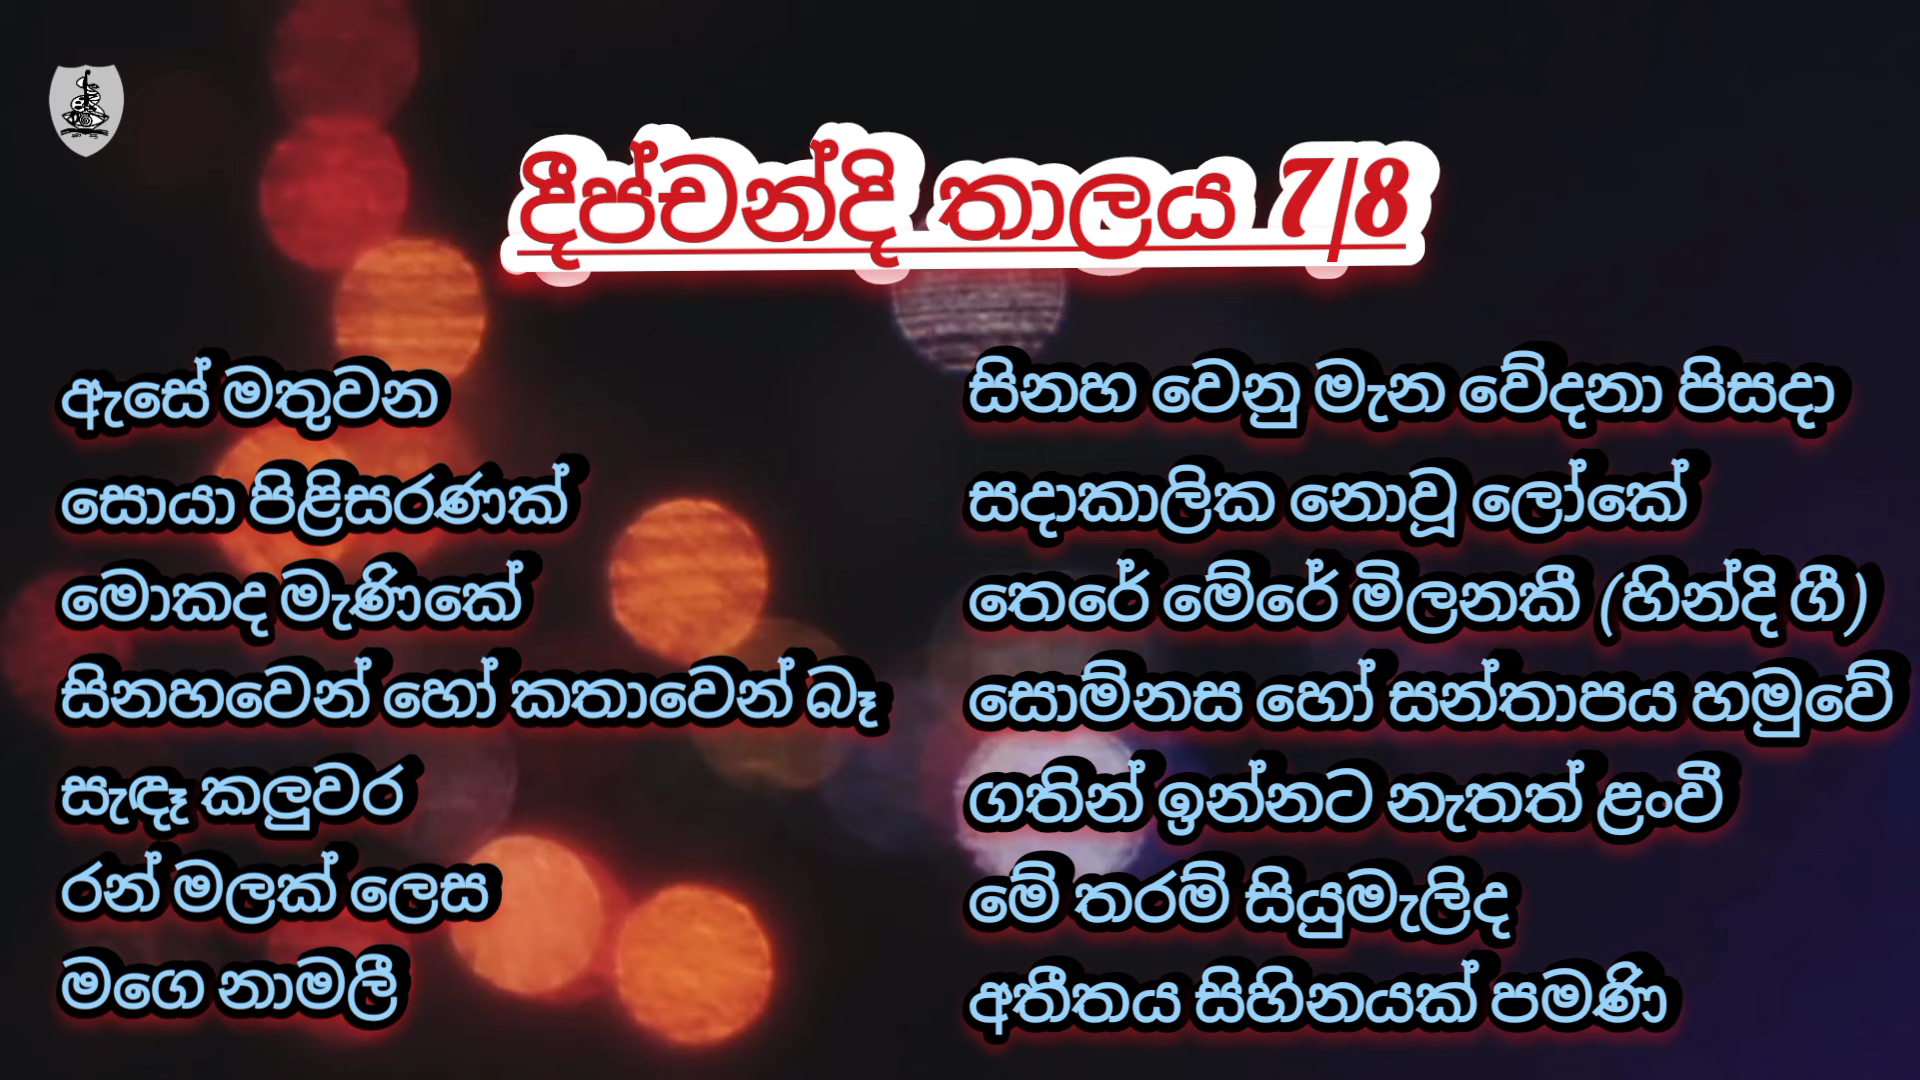 දීප්චන්දි තාලය 7/8
ඇසේ මතුවන
සොයා පිළිසරණක්
මොකද මැණිකේ
සිනහවෙන් හෝ කතාවෙන් බෑ
සැඳෑ කලුවර
රන් මලක් ලෙස
මගෙ නාමලී
සිනහ වෙනු මැන වේදනා පිසදා
සදාකාලික නොවූ ලෝකේ
තෙරේ මේරේ මිලනකී (හින්දි ගී)
සොම්නස හෝ සන්තාපය හමුවේ
ගතින් ඉන්නට නැතත් ළංවී
මේ තරම් සියුමැලිද
අතීතය සිහිනයක් පමණි